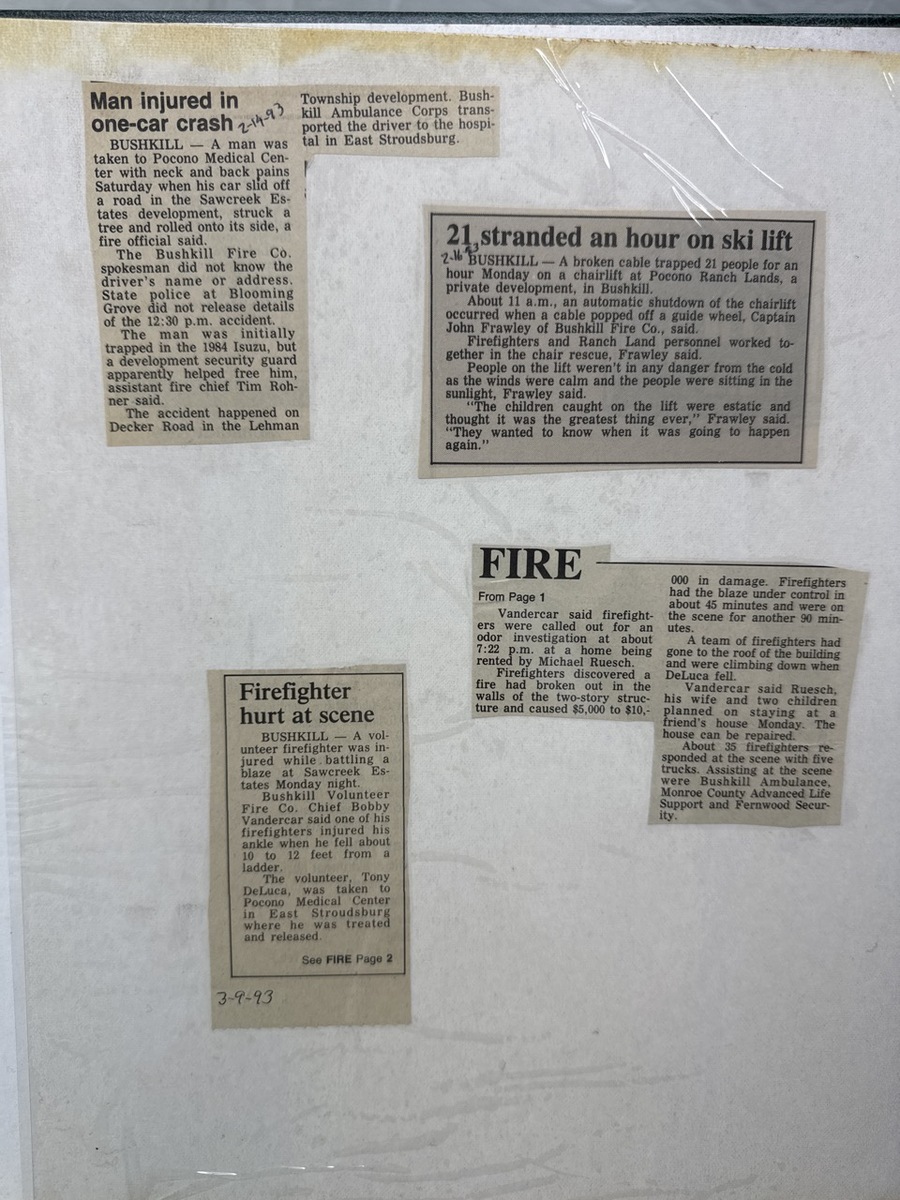 Man injured in
one-car crash 2-14-93
BUSHKILL — A man was
taken to Pocono Medical Cen-
ter with neck and back pains
Saturday when his car slid off
a road in the Sawcreek Es-
tates development, struck a
tree and rolled onto its side, a
fire official said.
The Bushkill Fire Co.
spokesman did not know the
driver's name or address.
State police at Blooming
Grove did not release details
of the 12:30 p.m. accident.
The man was initially
trapped in the 1984 Isuzu, but
a development security guard
apparently helped free him,
assistant fire chief Tim Roh-
ner said.
The accident happened on
Decker Road in the Lehman
Township development. Bush-
kill Ambulance Corps trans-
ported the driver to the hospi-
tal in East Stroudsburg.
21 stranded an hour on ski lift
2-16-93
BUSHKILL — A broken cable trapped 21 people for an
hour Monday on a chairlift at Pocono Ranch Lands, a
private development, in Bushkill.
About 11 a.m., an automatic shutdown of the chairlift
occurred when a cable popped off a guide wheel, Captain
John Frawley of Bushkill Fire Co., said.
Firefighters and Ranch Land personnel worked to-
gether in the chair rescue, Frawley said.
People on the lift weren't in any danger from the cold
as the winds were calm and the people were sitting in the
sunlight, Frawley said.
"The children caught on the lift were estatic and
thought it was the greatest thing ever," Frawley said.
"They wanted to know when it was going to happen
again."
Firefighter
hurt at scene
BUSHKILL — A vol-
unteer firefighter was in-
jured while battling a
blaze at Sawcreek Es-
tates Monday night.
Bushkill Volunteer
Fire Co. Chief Bobby
Vandercar said one of his
firefighters injured his
ankle when he fell about
10 to 12 feet from a
ladder.
The volunteer, Tony
DeLuca, was taken to
Pocono Medical Center
in East Stroudsburg
where he was treated
and released.
See FIRE Page 2
3-9-93
FIRE
From Page 1
Vandercar said firefight-
ers were called out for an
odor investigation at about
7:22 p.m. at a home being
rented by Michael Ruesch.
Firefighters discovered a
fire had broken out in the
walls of the two-story struc-
ture and caused $5,000 to $10,-
000 in damage. Firefighters
had the blaze under control in
about 45 minutes and were on
the scene for another 90 min-
utes.
A team of firefighters had
gone to the roof of the building
and were climbing down when
DeLuca fell.
Vandercar said Ruesch,
his wife and two children
planned on staying at a
friend's house Monday. The
house can be repaired.
About 35 firefighters re-
sponded at the scene with five
trucks. Assisting at the scene
were Bushkill Ambulance,
Monroe County Advanced Life
Support and Fernwood Secur-
ity.